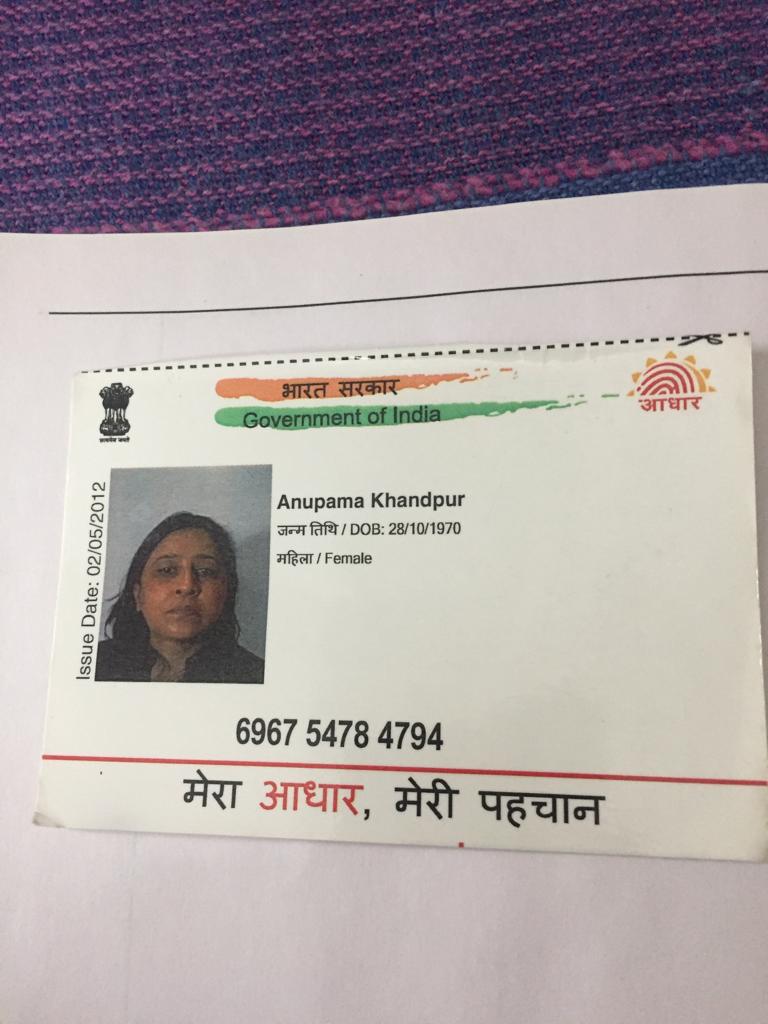 भारत सरकार
Government of India
आधार
Issue Date: 02/05/2012
Anupama Khandpur
जन्म तिथि / DOB: 28/10/1970
महिला / Female
6967 5478 4794
मेरा आधार, मेरी पहचान